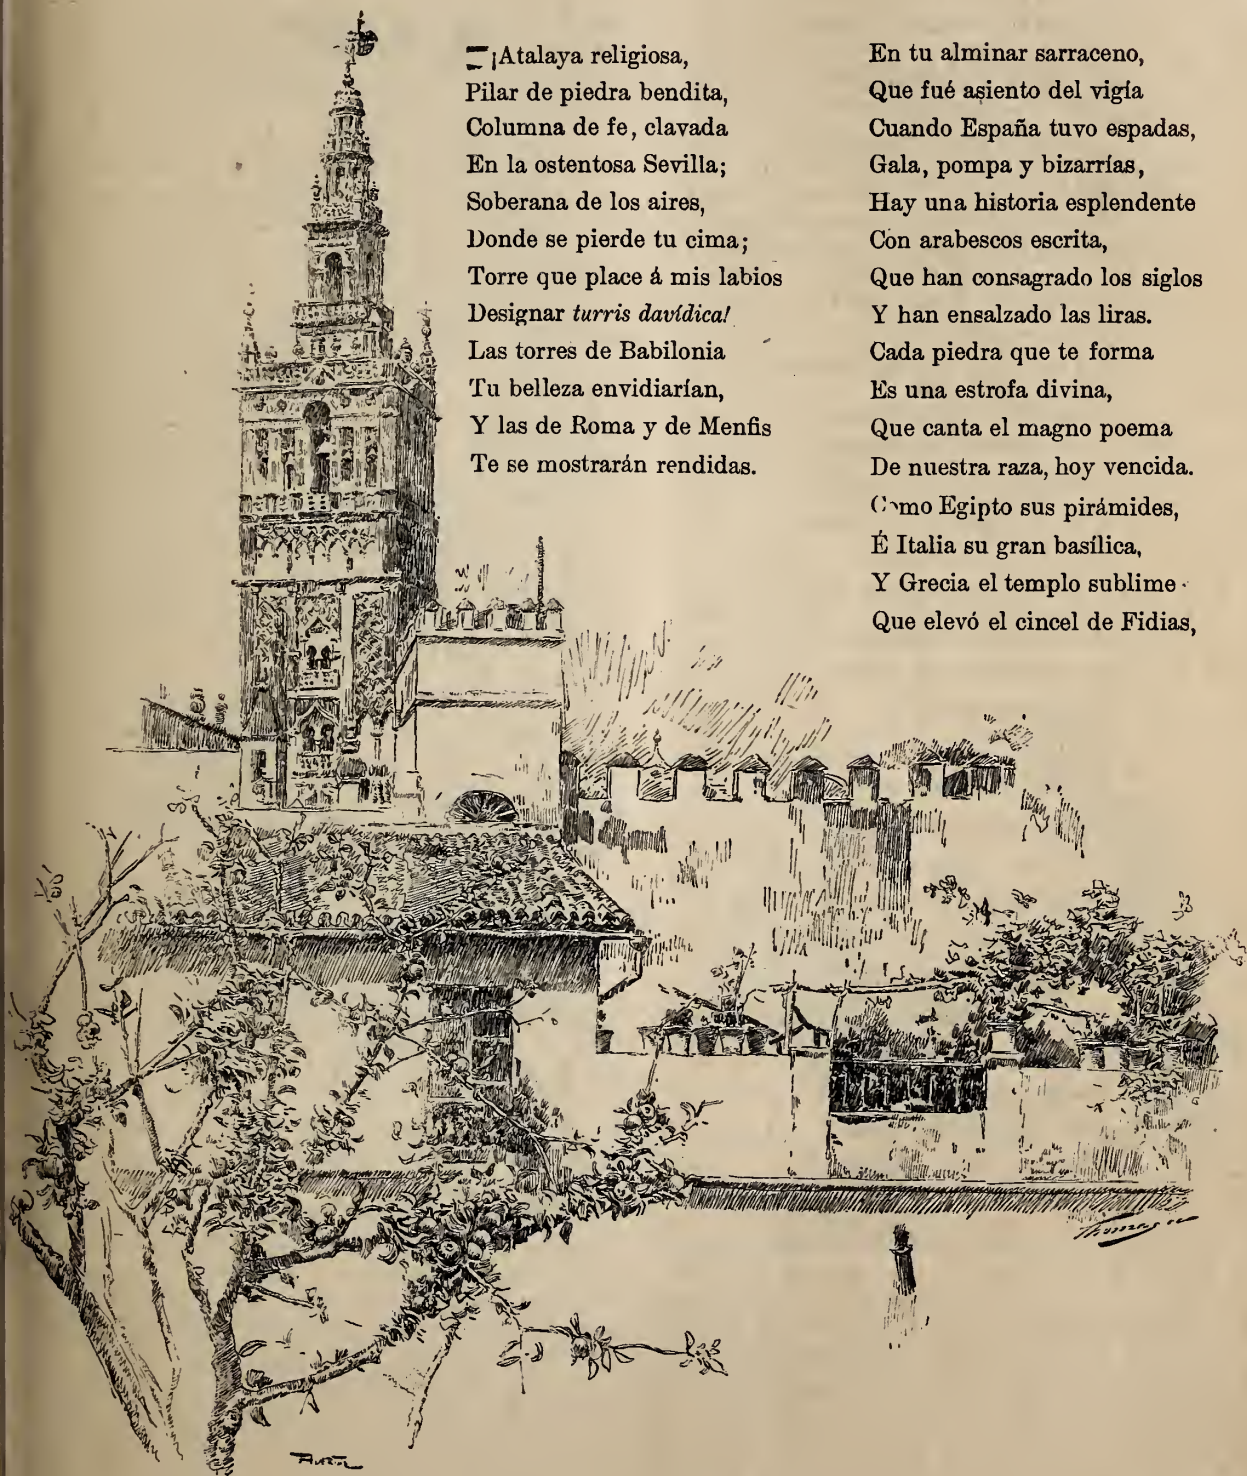 ¡Atalaya religiosa,
Pilar de piedra bendita,
Columna de fe, clavada
En la ostentosa Sevilla;
Soberana de los aires,
Donde se pierde tu cima;
Torre que place á mis labios
Designar turris davídica!
Las torres de Babilonia
Tu belleza envidiarían,
Y las de Roma y de Menfis
Te se mostrarán rendidas.
En tu alminar sarraceno,
Que fué asiento del vigía
Cuando España tuvo espadas,
Gala, pompa y bizarrías,
Hay una historia esplendente
Con arabescos escrita,
Que han consagrado los siglos
Y han ensalzado las liras.
Cada piedra que te forma
Es una estrofa divina,
Que canta el magno poema
De nuestra raza, hoy vencida.
Como Egipto sus pirámides,
É Italia su gran basílica,
Y Grecia el templo sublime
Que elevó el cincel de Fidias,
Thomas